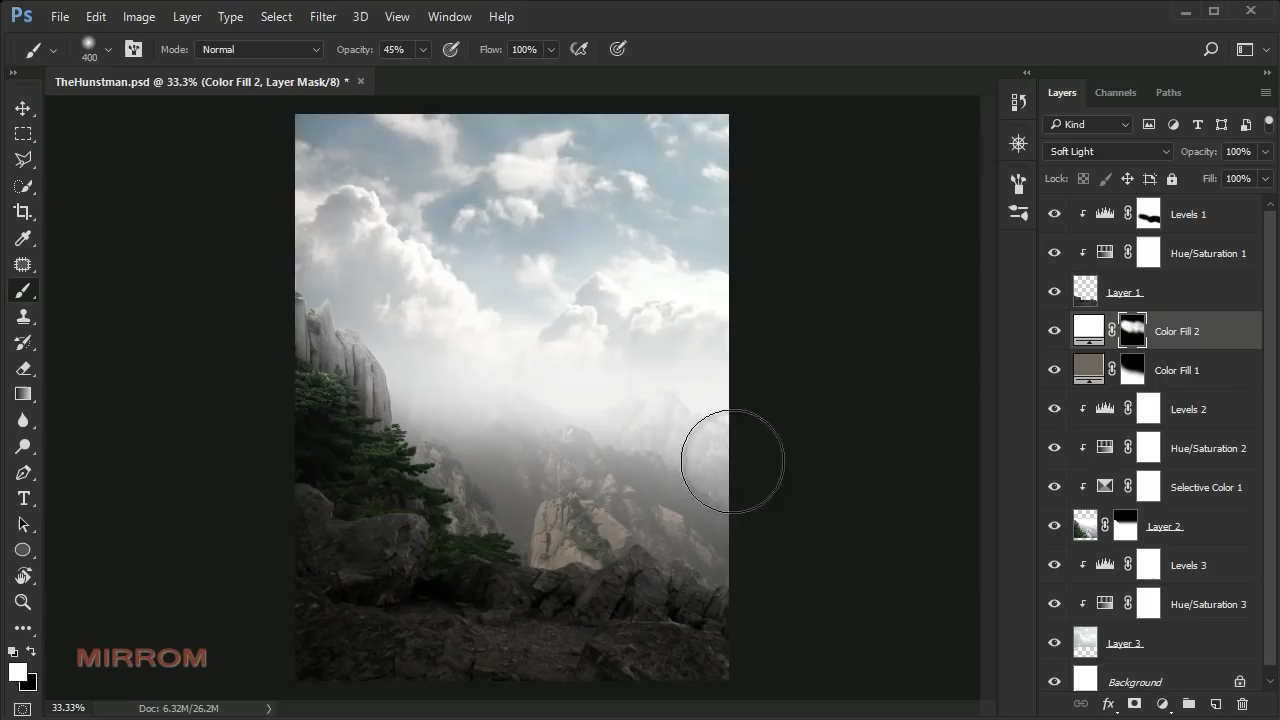 Ps File Edit Image Layer Type Select Filter 3D View Window Help
400 Mode: Normal Opacity: 45% Flow: 100%
TheHunstman.psd @ 33.3% (Color Fill 2, Layer Mask/8) * ×
Layers Channels Paths
Kind
Soft Light Opacity: 100%
Lock: Fill: 100%
Levels 1
Hue/Saturation 1
Layer 1
Color Fill 2
Color Fill 1
Levels 2
Hue/Saturation 2
Selective Color 1
Layer 2
Levels 3
Hue/Saturation 3
Layer 3
Background
MIRROM
33.33% Doc: 6.32M/26.2M